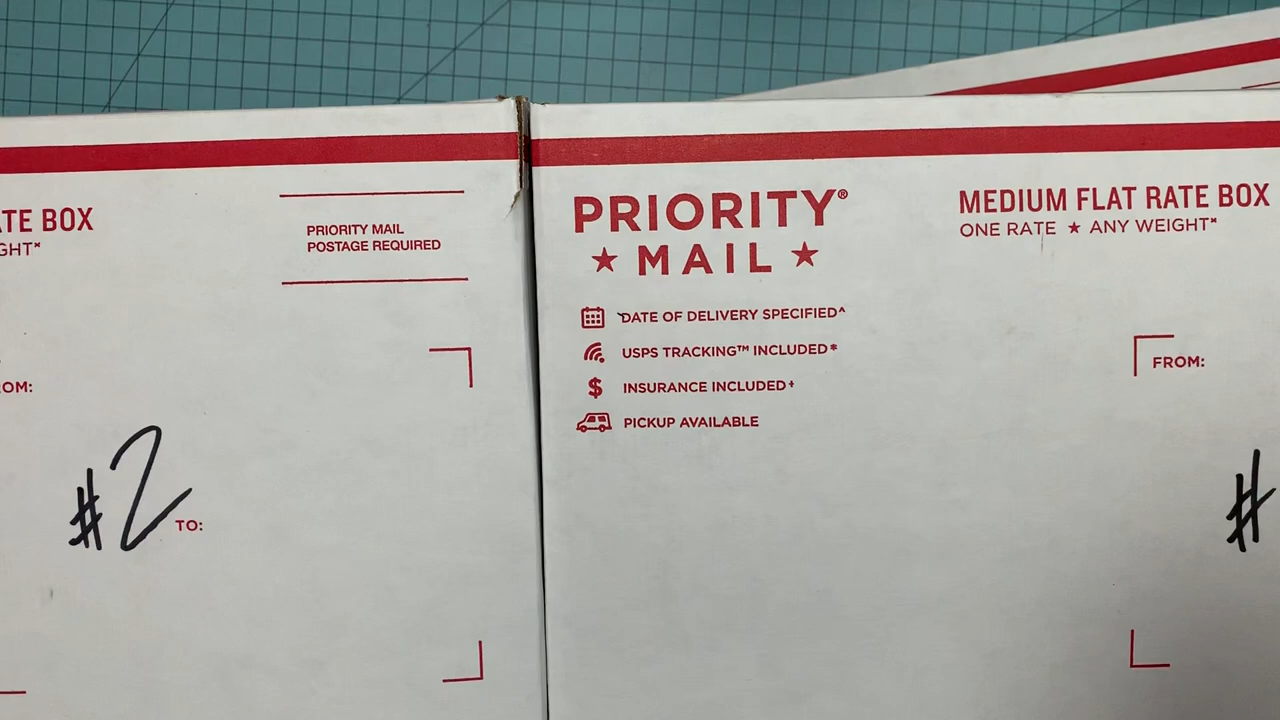 TE BOX
GHT*
PRIORITY MAIL
POSTAGE REQUIRED
OM:
#2
TO:
PRIORITY®
★ MAIL ★
DATE OF DELIVERY SPECIFIED^
USPS TRACKING™ INCLUDED*
$ INSURANCE INCLUDED†
PICKUP AVAILABLE
MEDIUM FLAT RATE BOX
ONE RATE ★ ANY WEIGHT*
FROM:
#